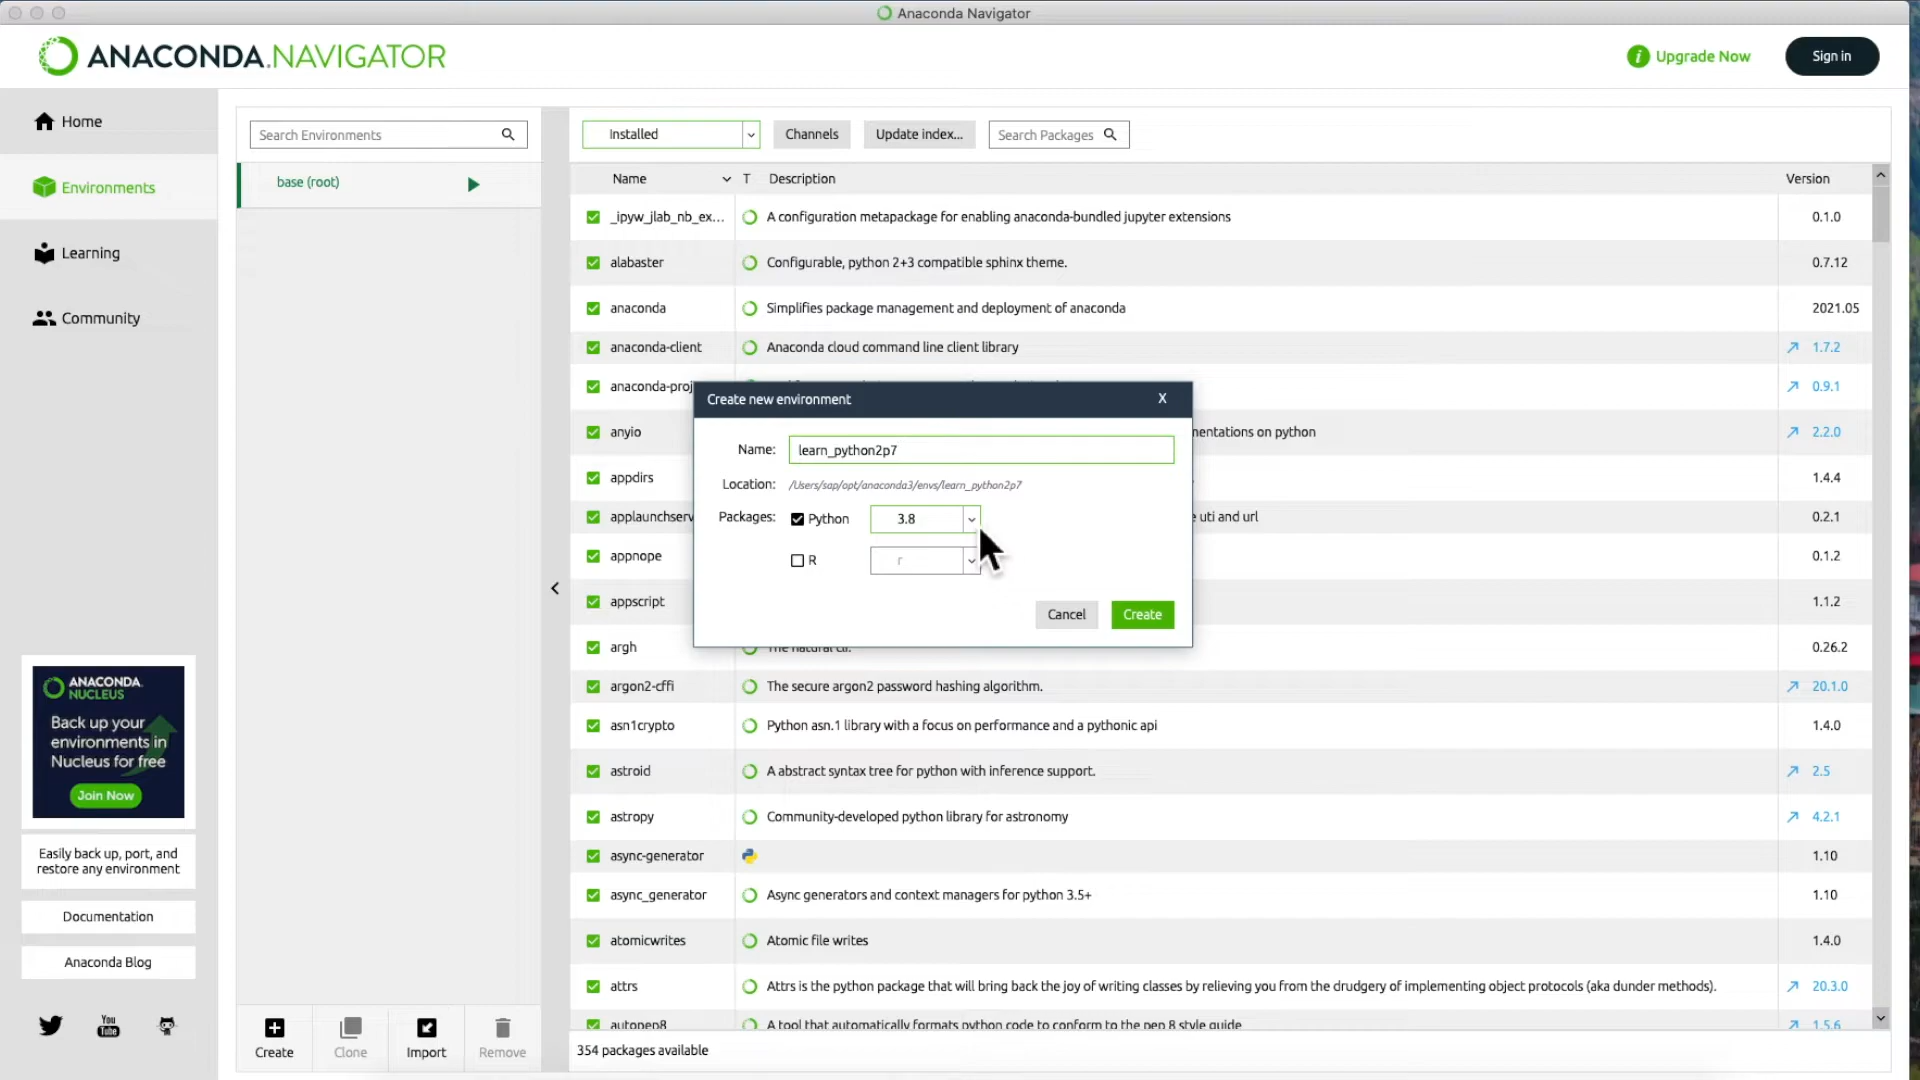 Anaconda Navigator
ANACONDA.NAVIGATOR
Upgrade Now
Sign in
Home
Environments
Learning
Community
ANACONDA.
NUCLEUS
Back up your
environments in
Nucleus for free
Join Now
Easily back up, port, and
restore any environment
Documentation
Anaconda Blog
You
Tube
Search Environments
base (root)
Create
Clone
Import
Remove
Installed
Channels
Update index...
Search Packages
Name T Description Version
_ipyw_jlab_nb_ex... A configuration metapackage for enabling anaconda-bundled jupyter extensions 0.1.0
alabaster Configurable, python 2+3 compatible sphinx theme. 0.7.12
anaconda Simplifies package management and deployment of anaconda 2021.05
anaconda-client Anaconda cloud command line client library 1.7.2
anaconda-proj 0.9.1
anyio mentations on python 2.2.0
appdirs 1.4.4
applaunchserv e uti and url 0.2.1
appnope 0.1.2
appscript 1.1.2
argh The natural cli. 0.26.2
argon2-cffi The secure argon2 password hashing algorithm. 20.1.0
asn1crypto Python asn.1 library with a focus on performance and a pythonic api 1.4.0
astroid A abstract syntax tree for python with inference support. 2.5
astropy Community-developed python library for astronomy 4.2.1
async-generator 1.10
async_generator Async generators and context managers for python 3.5+ 1.10
atomicwrites Atomic file writes 1.4.0
attrs Attrs is the python package that will bring back the joy of writing classes by relieving you from the drudgery of implementing object protocols (aka dunder methods). 20.3.0
autopep8 A tool that automatically formats python code to conform to the pep 8 style guide 1.5.6
354 packages available
Create new environment X
Name: learn_python2p7
Location: /Users/sap/opt/anaconda3/envs/learn_python2p7
Packages: Python 3.8
R r
Cancel
Create